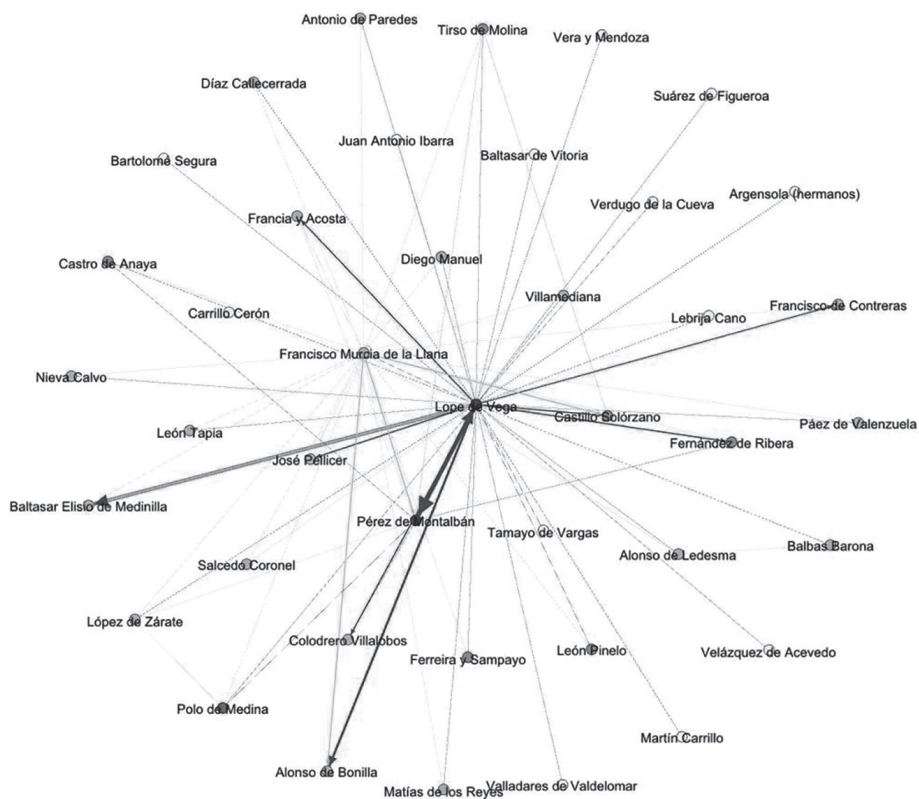 Antonio de Paredes
Tirso de Molina
Vera y Mendoza
Díaz Callecerrada
Suárez de Figueroa
Juan Antonio Ibarra
Baltasar de Vitoria
Bartolomé Segura
Argensola (hermanos)
Verdugo de la Cueva
Francia y Acosta
Castro de Anaya
Diego Manuel
Villamediana
Francisco de Contreras
Carrillo Cerón
Lebrija Cano
Francisco Murcia de la Llana
Nieva Calvo
Lope de Vega
Castillo Solórzano
Páez de Valenzuela
León Tapia
Fernández de Ribera
José Pellicer
Baltasar Elisio de Medinilla
Pérez de Montalbán
Tamayo de Vargas
Balbas Barona
Alonso de Ledesma
Salcedo Coronel
López de Zárate
Colodrero Villalobos
León Pinelo
Velázquez de Acevedo
Ferreira y Sampayo
Polo de Medina
Martín Carrillo
Alonso de Bonilla
Valladares de Valdelomar
Matías de los Reyes